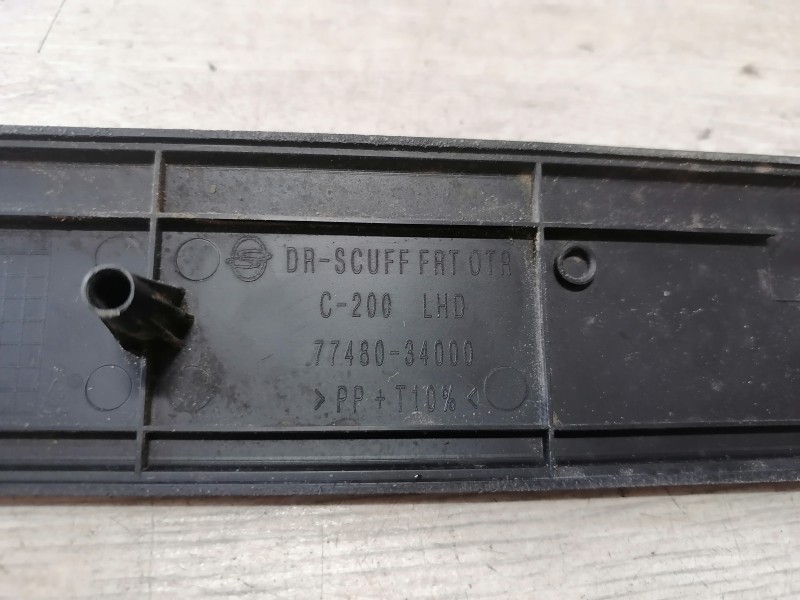 DR-SCUFF FRT OTR
C-200 LHD
77480-34000
>PP+T10%<